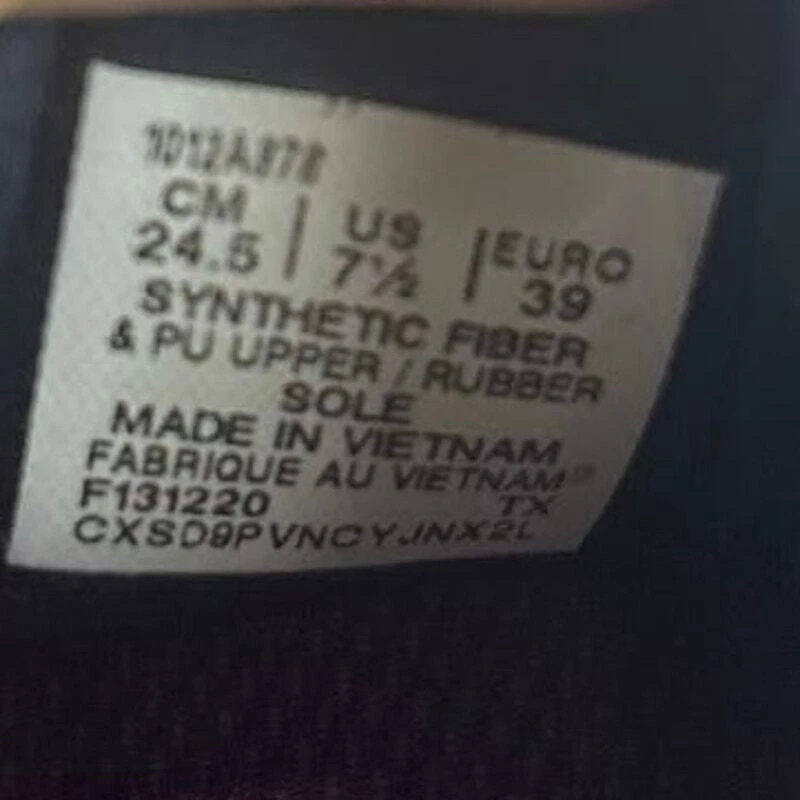 1012A878
CM | US | EURO
24.5 | 7½ | 39
SYNTHETIC FIBER
& PU UPPER / RUBBER
SOLE
MADE IN VIETNAM
FABRIQUE AU VIETNAM
F131220 TX
CXSD9PVNCYJNX2L